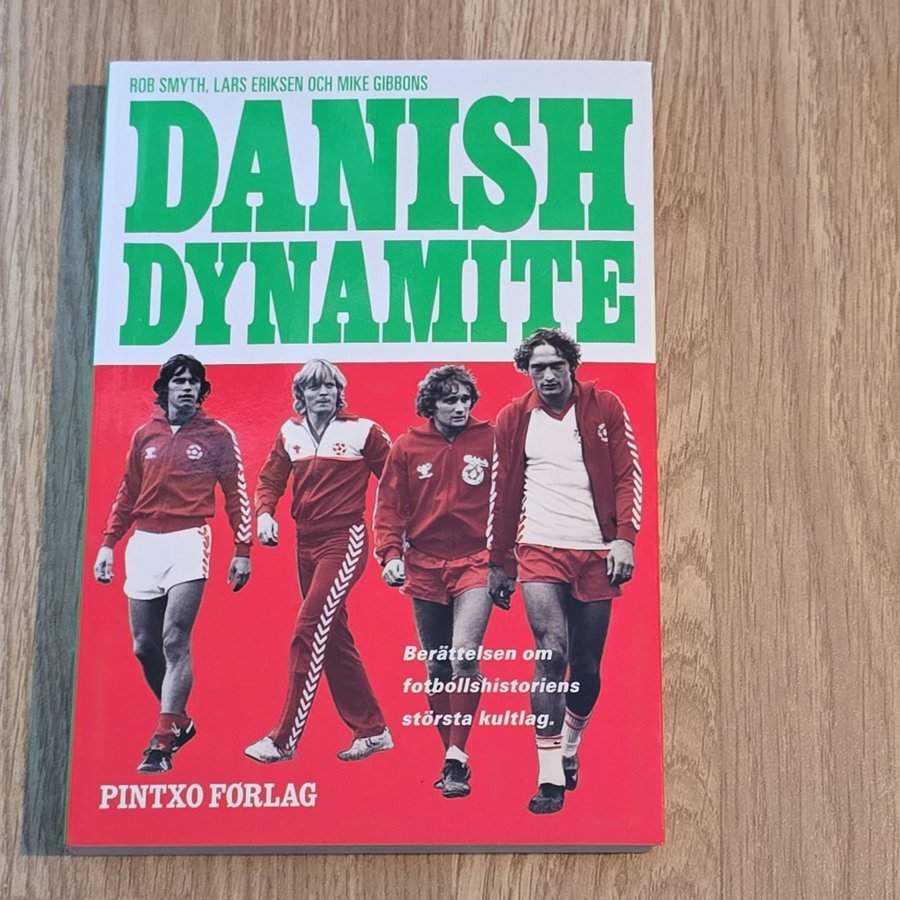 ROB SMYTH, LARS ERIKSEN OCH MIKE GIBBONS
DANISH
DYNAMITE
Berättelsen om
fotbollshistoriens
största kultlag.
PINTXO FØRLAG